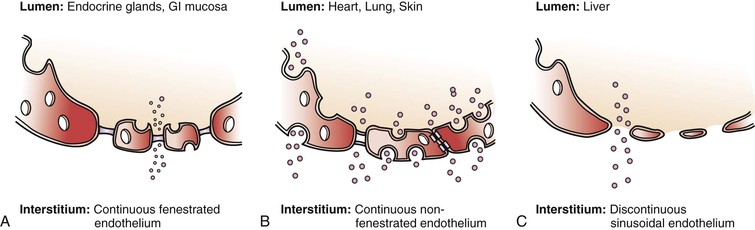 Lumen: Endocrine glands, GI mucosa
Lumen: Heart, Lung, Skin
Lumen: Liver
A
Interstitium: Continuous fenestrated
endothelium
B
Interstitium: Continuous non-
fenestrated endothelium
C
Interstitium: Discontinuous
sinusoidal endothelium